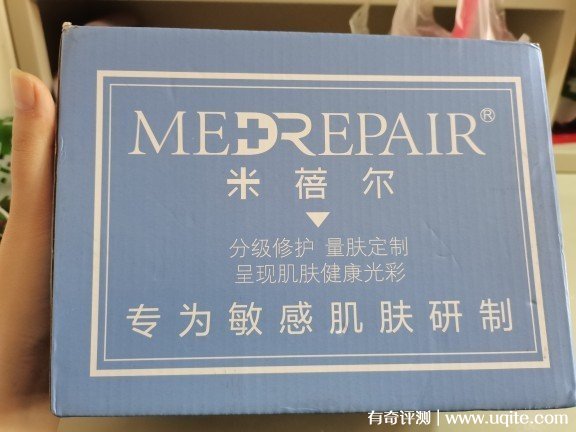 MEDREPAIR®
米蓓尔
分级修护 量肤定制
呈现肌肤健康光彩
专为敏感肌肤研制
有奇评测 | www.uqite.com